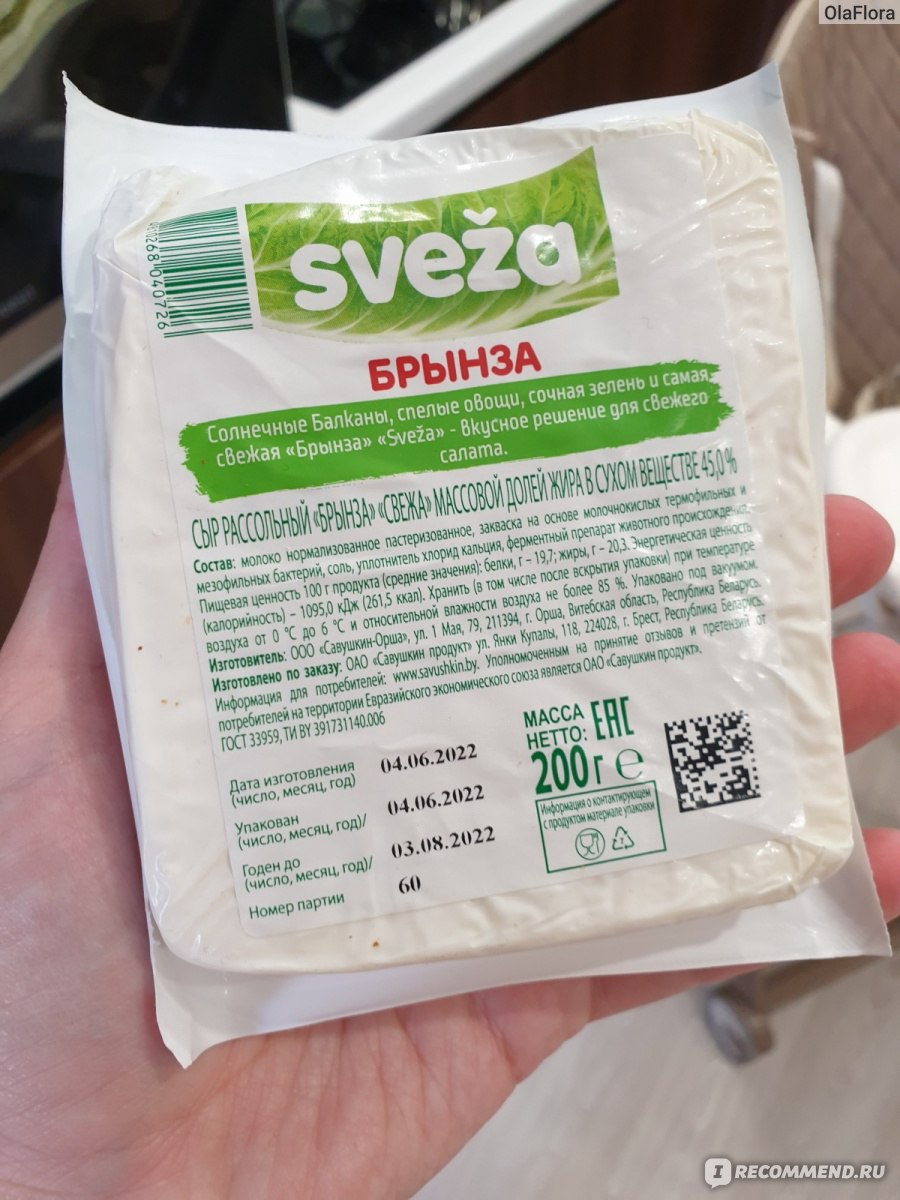 OlaFlora
sveža
БРЫНЗА
Солнечные Балканы, спелые овощи, сочная зелень и самая
свежая «Брынза» «Sveža» - вкусное решение для свежего
салата.
СЫР РАССОЛЬНЫЙ «БРЫНЗА» «СВЕЖА» МАССОВОЙ ДОЛЕЙ ЖИРА В СУХОМ ВЕЩЕСТВЕ 45,0 %
Состав: молоко нормализованное пастеризованное, закваска на основе молочнокислых термофильных и
мезофильных бактерий, соль, уплотнитель хлорид кальция, ферментный препарат животного происхождения.
Пищевая ценность 100 г продукта (средние значения): белки, г – 19,7; жиры, г – 20,3. Энергетическая ценность
(калорийность) – 1095,0 кДж (261,5 ккал). Хранить (в том числе после вскрытия упаковки) при температуре
воздуха от 0 °С до 6 °С и относительной влажности воздуха не более 85 %. Упаковано под вакуумом.
Изготовитель: ООО «Савушкин-Орша», ул. 1 Мая, 79, 211394, г. Орша, Витебская область, Республика Беларусь.
Изготовлено по заказу: ОАО «Савушкин продукт» ул. Янки Купалы, 118, 224028, г. Брест, Республика Беларусь.
Информация для потребителей: www.savushkin.by. Уполномоченным на принятие отзывов и претензий от
потребителей на территории Евразийского экономического союза является ОАО «Савушкин продукт».
ГОСТ 33959, ТИ BY 391731140.006
МАССА
НЕТТО: ЕАС
200 г e
Дата изготовления 04.06.2022
(число, месяц, год)
Упакован 04.06.2022
(число, месяц, год)/
Годен до 03.08.2022
(число, месяц, год)/
Номер партии 60
Информация о контактирующем
с продуктом материале упаковки
IRECOMMEND.RU